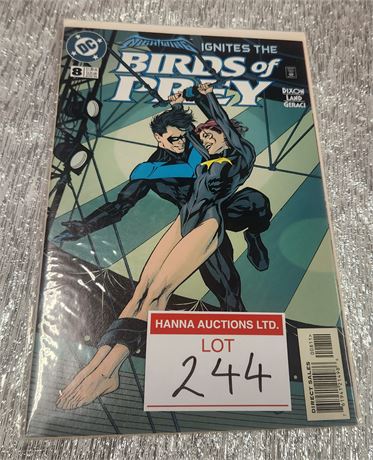 DC
8
NIGHTWING IGNITES THE
BIRDS of
PREY
DIXON
LAND
GERACI
HANNA AUCTIONS LTD.
LOT
244
DIRECT SALES